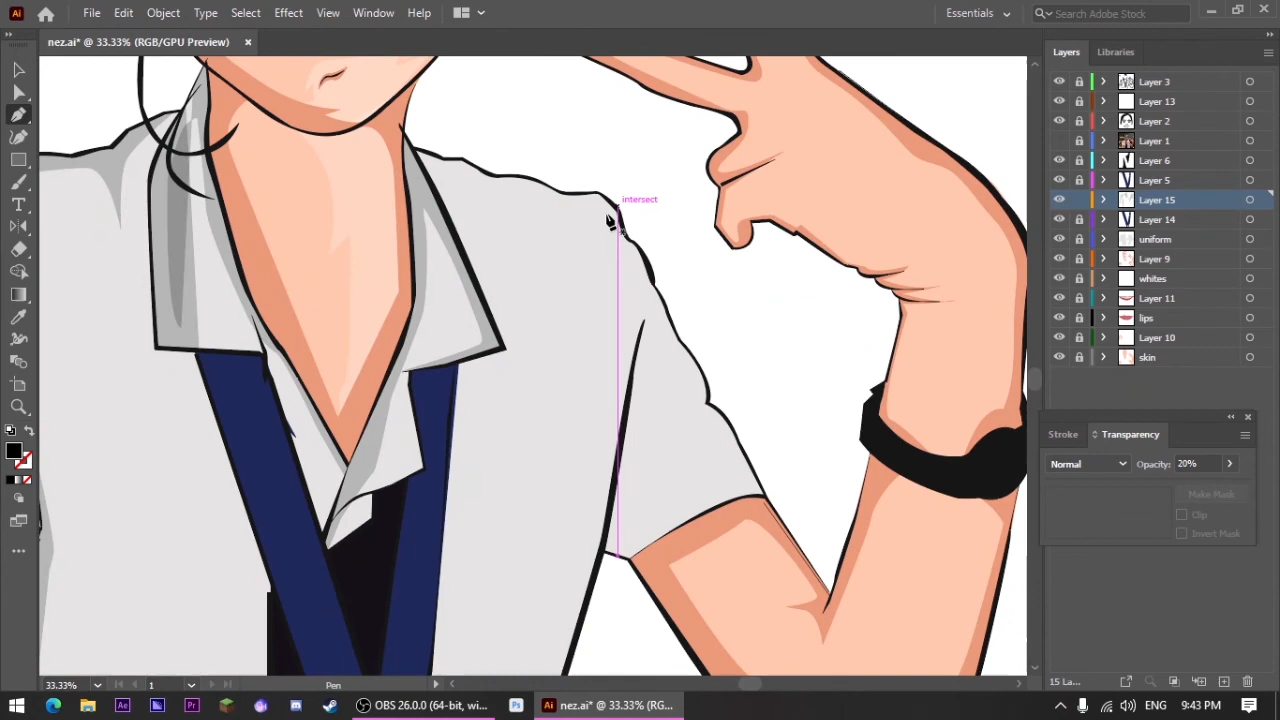 Ai File Edit Object Type Select Effect View Window Help Essentials Search Adobe Stock
nez.ai* @ 33.33% (RGB/GPU Preview) ×
Layers Libraries
Layer 3
Layer 13
Layer 2
Layer 1
Layer 6
Layer 5
Layer 15
Layer 14
uniform
Layer 9
whites
Layer 11
lips
Layer 10
skin
intersect
Stroke Transparency
Normal Opacity: 20%
Make Mask
Clip
Invert Mask
33.33% 1 Pen 15 La...
Ae Pr OBS 26.0.0 (64-bit, wi... Ps Ai nez.ai* @ 33.33% (RG... ENG 9:43 PM